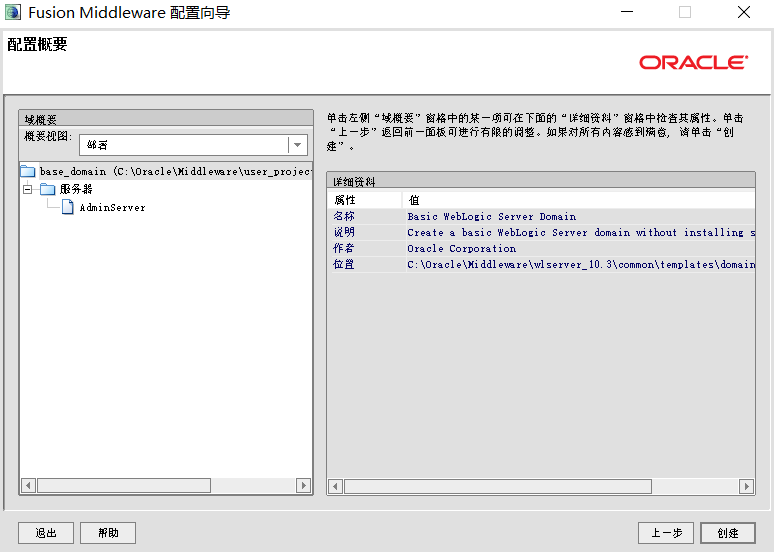 Fusion Middleware 配置向导
配置概要
ORACLE
域概要
概要视图:
部署
base_domain (C:\Oracle\Middleware\user_projec
服务器
AdminServer
单击左侧“域概要”窗格中的某一项可在下面的“详细资料”窗格中检查其属性。单击
“上一步”返回前一面板可进行有限的调整。如果对所有内容感到满意, 请单击“创
建”。
详细资料
属性 值
名称 Basic WebLogic Server Domain
说明 Create a basic WebLogic Server domain without installing s
作者 Oracle Corporation
位置 C:\Oracle\Middleware\wlserver_10.3\common\templates\domain
退出 帮助 上一步 创建